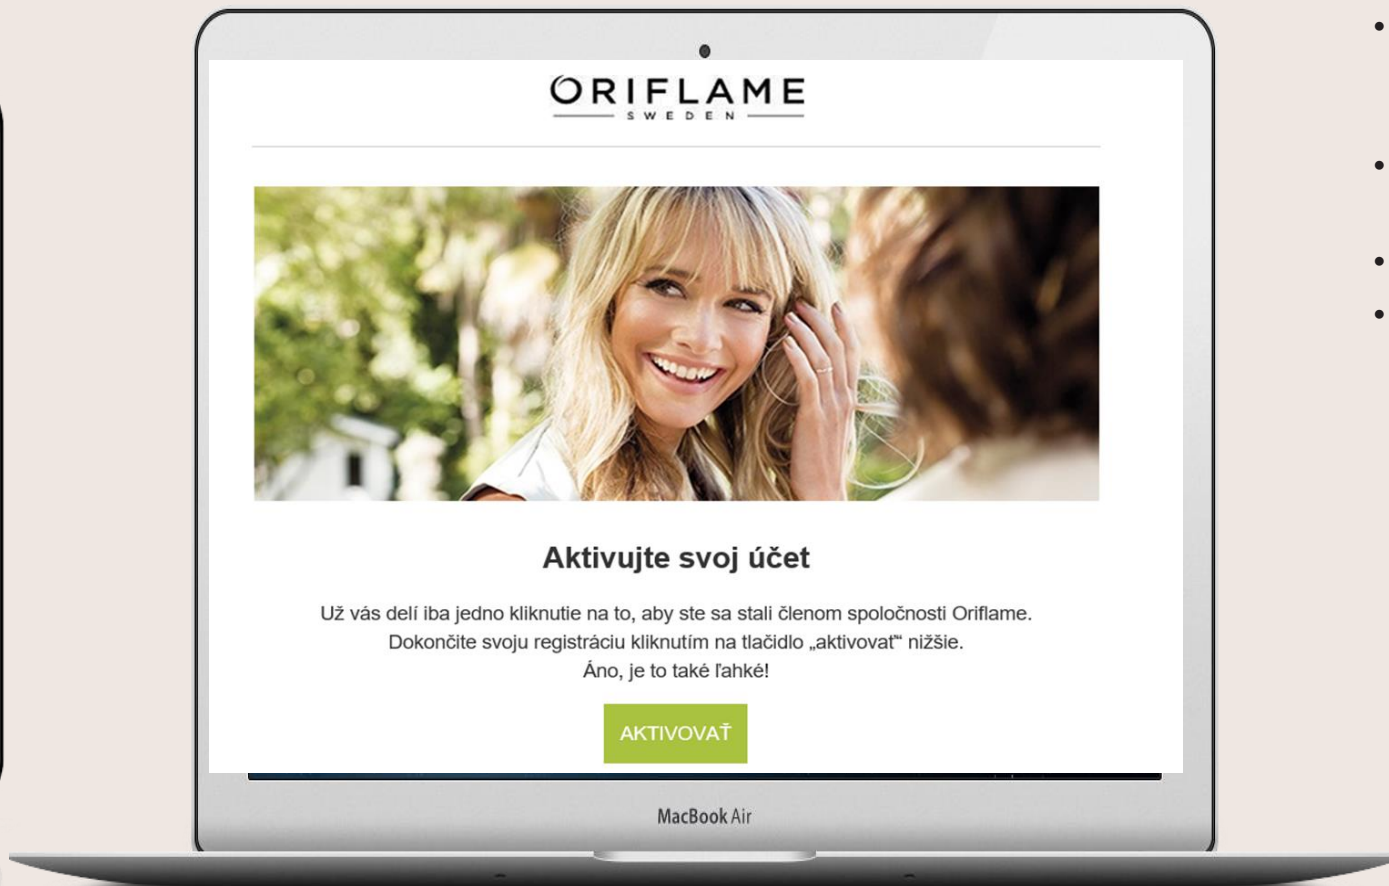 ORIFLAME
SWEDEN
Aktivujte svoj účet
Už vás delí iba jedno kliknutie na to, aby ste sa stali členom spoločnosti Oriflame.
Dokončite svoju registráciu kliknutím na tlačidlo „aktivovať“ nižšie.
Áno, je to také ľahké!
AKTIVOVAŤ
MacBook Air